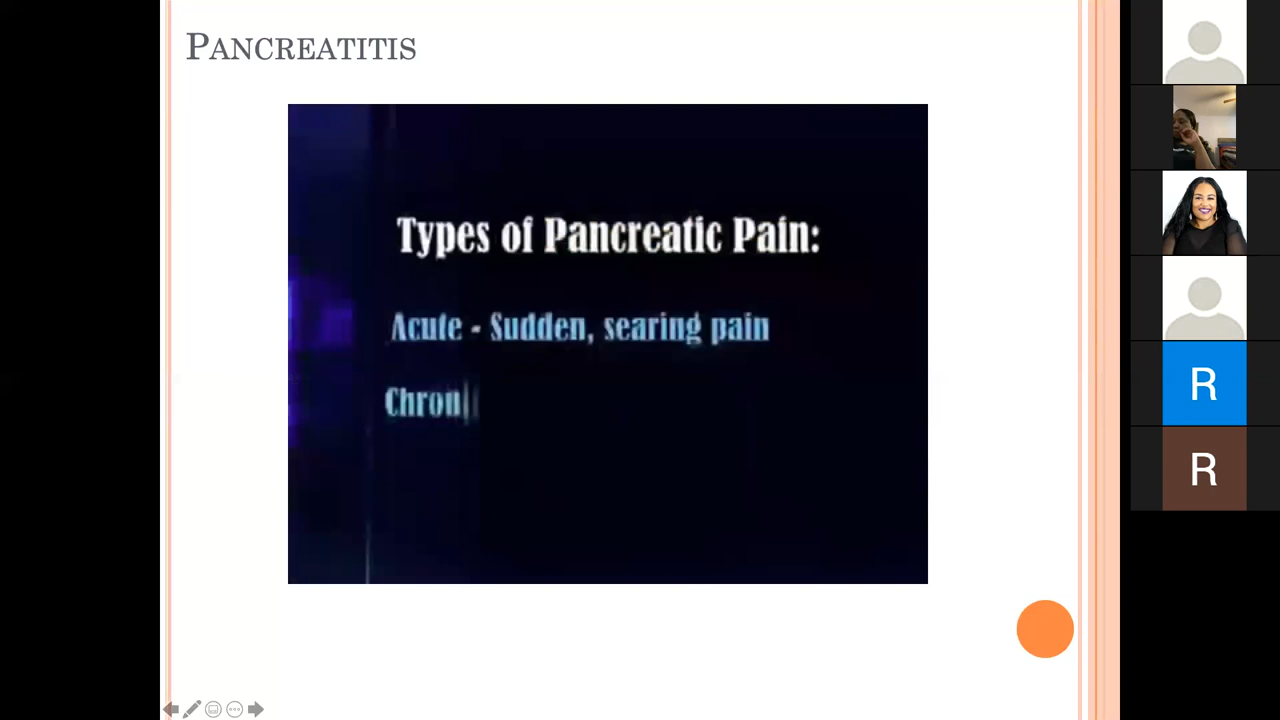 Pancreatitis
Types of Pancreatic Pain:
Acute - Sudden, searing pain
Chron
R
R